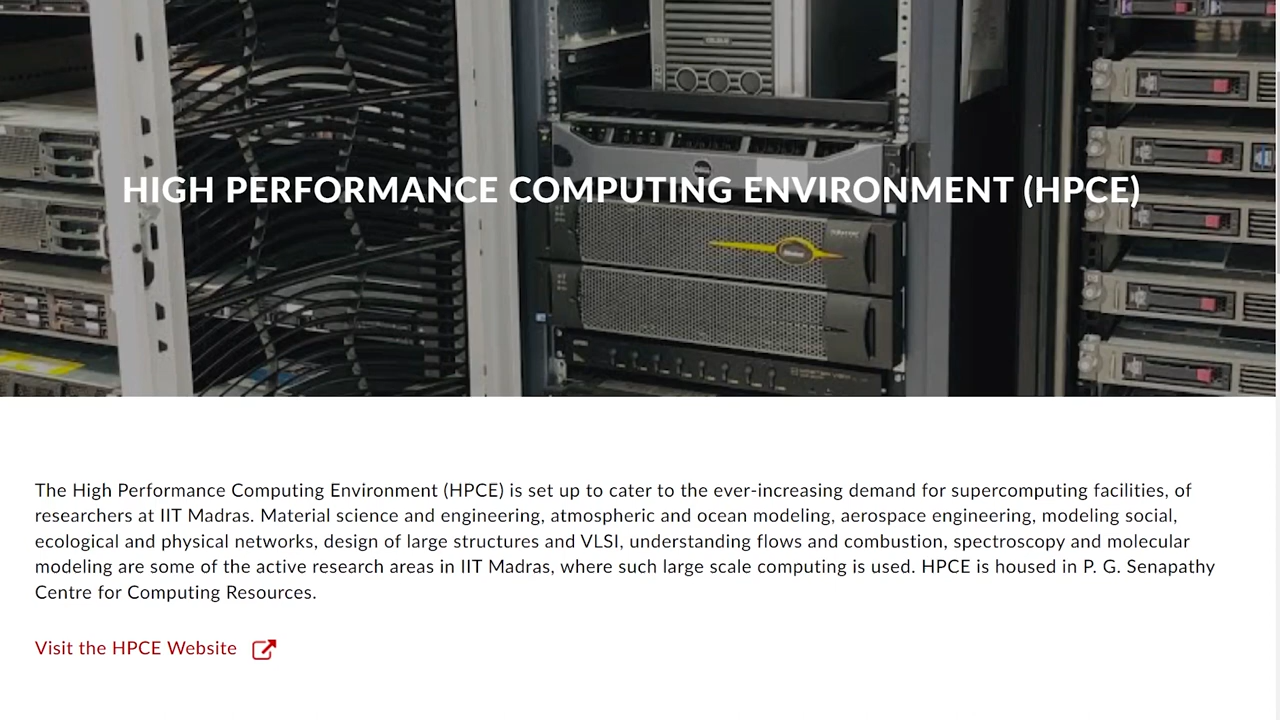 HIGH PERFORMANCE COMPUTING ENVIRONMENT (HPCE)
The High Performance Computing Environment (HPCE) is set up to cater to the ever-increasing demand for supercomputing facilities, of
researchers at IIT Madras. Material science and engineering, atmospheric and ocean modeling, aerospace engineering, modeling social,
ecological and physical networks, design of large structures and VLSI, understanding flows and combustion, spectroscopy and molecular
modeling are some of the active research areas in IIT Madras, where such large scale computing is used. HPCE is housed in P. G. Senapathy
Centre for Computing Resources.
Visit the HPCE Website